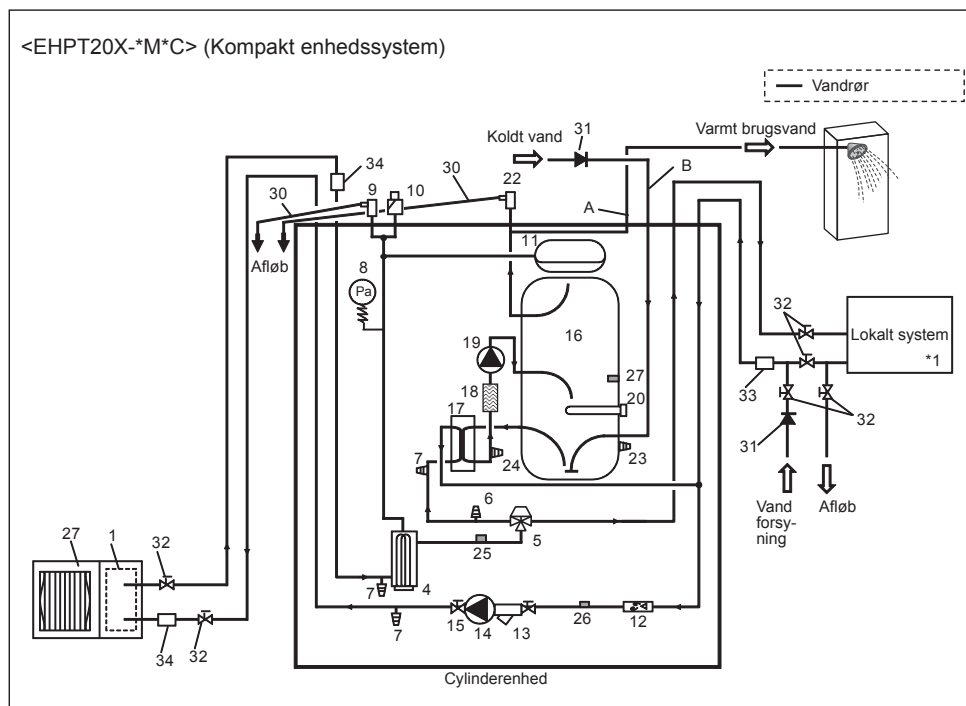 <EHPT20X-*M*C> (Kompakt enhedssystem)
Vandrør
Koldt vand
31
Varmt brugsvand
34
30
9
10
30
22
A
B
Afløb
11
8
Pa
16
32
Lokalt system
*1
19
27
33
18
20
17
32
31
7
24
23
6
Vand
forsy-
ning
Afløb
5
25
27
1
32
7
4
34
32
7
15
14
13
26
12
Cylinderenhed